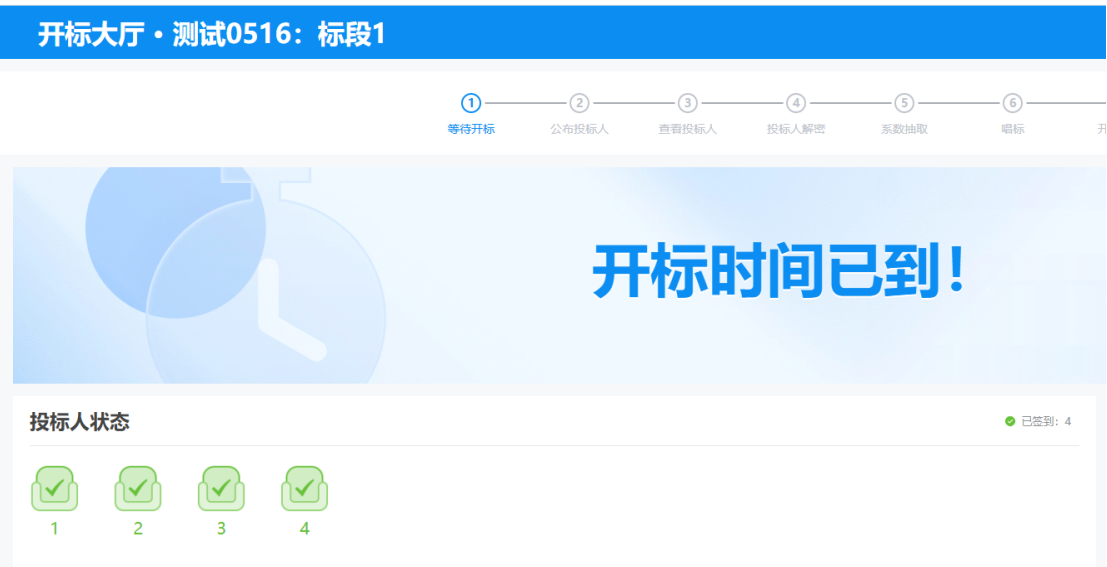 开标大厅·测试0516：标段1
1 2 3 4 5 6
等待开标 公布投标人 查看投标人 投标人解密 系数抽取 唱标
开标时间已到！
投标人状态 已签到：4
1 2 3 4